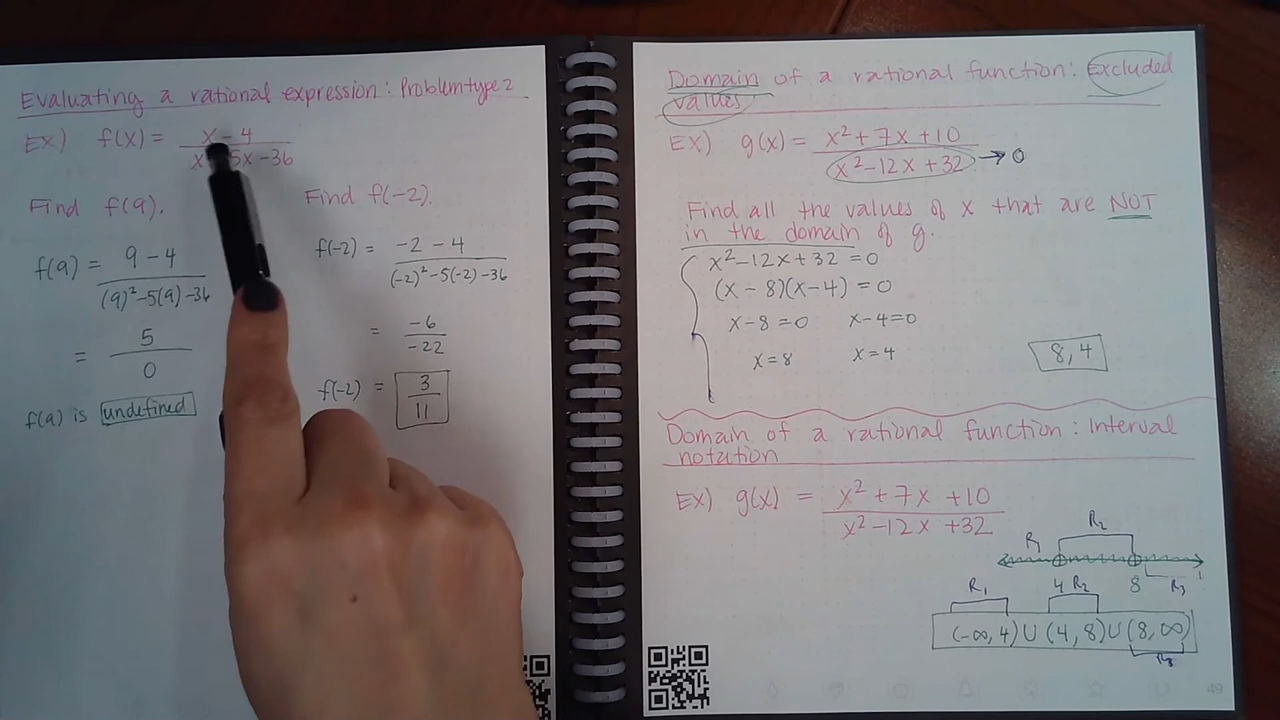 Evaluating a rational expression: Problem type 2
EX) f(x) = x - 4
x 5x - 36
Find f(9).
f(9) = 9 - 4
(9)² - 5(9) - 36
= 5
0
f(9) is undefined
Find f(-2).
f(-2) = -2 - 4
(-2)² - 5(-2) - 36
= -6
-22
f(-2) = 3
11
Domain of a rational function: Excluded
values
EX) g(x) = x² + 7x + 10
x² - 12x + 32 → 0
Find all the values of x that are NOT
in the domain of g.
x² - 12x + 32 = 0
(x - 8)(x - 4) = 0
x - 8 = 0 x - 4 = 0
x = 8 x = 4
8, 4
Domain of a rational function: Interval
notation
EX) g(x) = x² + 7x + 10
x² - 12x + 32
R₂
R₁
4 8 R₃
R₁ R₂
(-∞, 4) U (4, 8) U (8, ∞)
R₃
49